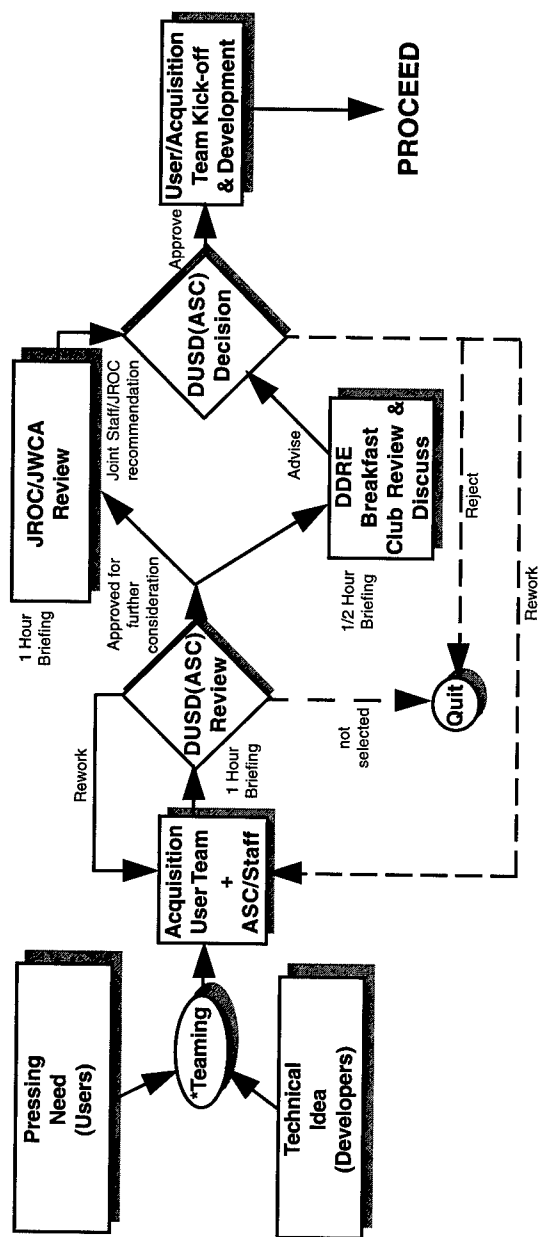 Pressing
Need
(Users)
Technical
Idea
(Developers)
*Teaming
Acquisition
User Team
+
ASC/Staff
Rework
DUSD(ASC)
Review
1 Hour
Briefing
not
selected
Quit
Approved for
further
consideration
1 Hour
Briefing
JROC/JWCA
Review
Joint Staff/JROC
recommendation
1/2 Hour
Briefing
DDRE
Breakfast
Club Review &
Discuss
Advise
DUSD(ASC)
Decision
Reject
Rework
Approve
User/Acquisition
Team Kick-off
& Development
PROCEED